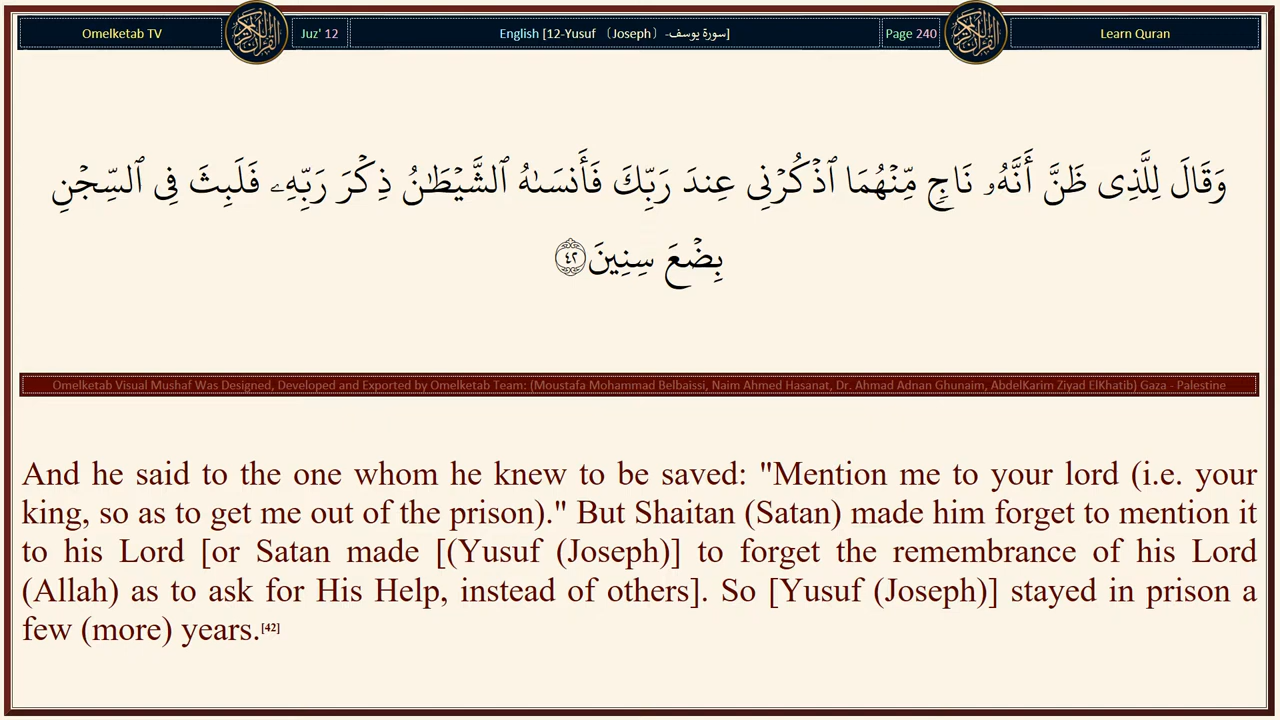 Omelketab TV
Juz' 12
English [12-Yusuf （Joseph）-سورة يوسف]
Page 240
Learn Quran
وَقَالَ لِلَّذِى ظَنَّ أَنَّهُۥ نَاجٍۢ مِّنْهُمَا ٱذْكُرْنِى عِندَ رَبِّكَ فَأَنسَىٰهُ ٱلشَّيْطَـٰنُ ذِكْرَ رَبِّهِۦ فَلَبِثَ فِى ٱلسِّجْنِ
بِضْعَ سِنِينَ ٤٢
Omelketab Visual Mushaf Was Designed, Developed and Exported by Omelketab Team: (Moustafa Mohammad Belbaissi, Naim Ahmed Hasanat, Dr. Ahmad Adnan Ghunaim, AbdelKarim Ziyad ElKhatib) Gaza - Palestine
And he said to the one whom he knew to be saved: "Mention me to your lord (i.e. your
king, so as to get me out of the prison)." But Shaitan (Satan) made him forget to mention it
to his Lord [or Satan made [(Yusuf (Joseph)] to forget the remembrance of his Lord
(Allah) as to ask for His Help, instead of others]. So [Yusuf (Joseph)] stayed in prison a
few (more) years.[42]